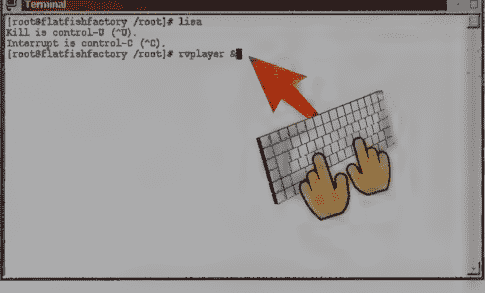 Terminal
[root@flatfishfactory /root]# lisa
Kill is control-U (^U).
Interrupt is control-C (^C).
[root@flatfishfactory /root]# rvplayer &